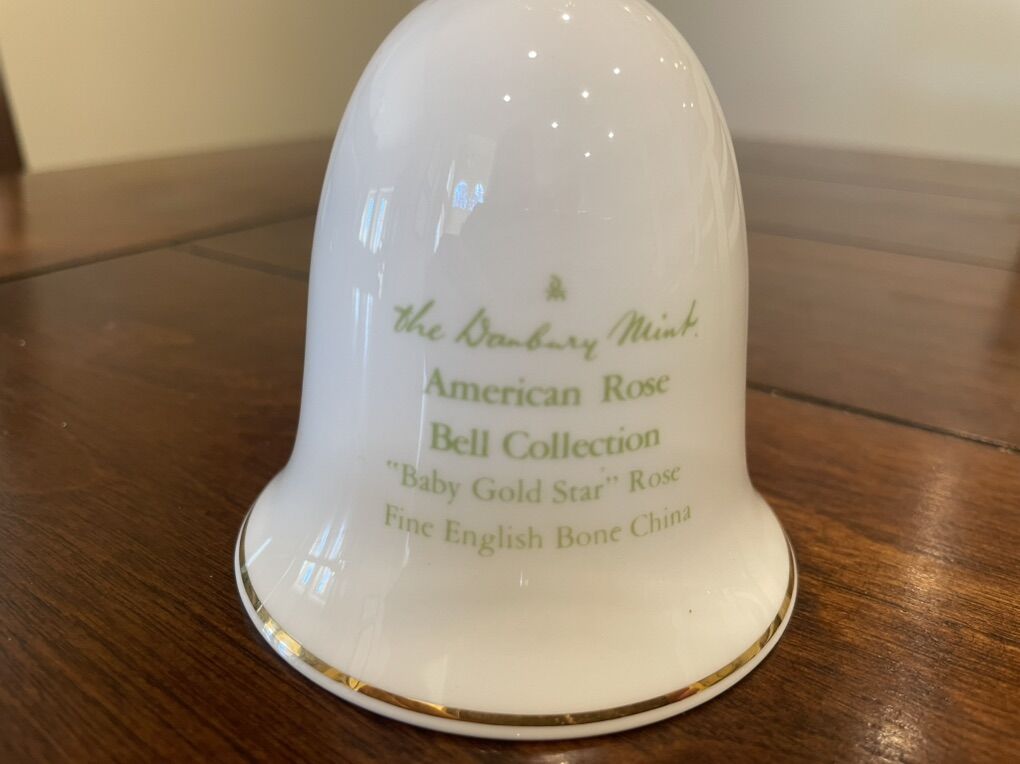 the Danbury Mint.
American Rose
Bell Collection
"Baby Gold Star" Rose
Fine English Bone China